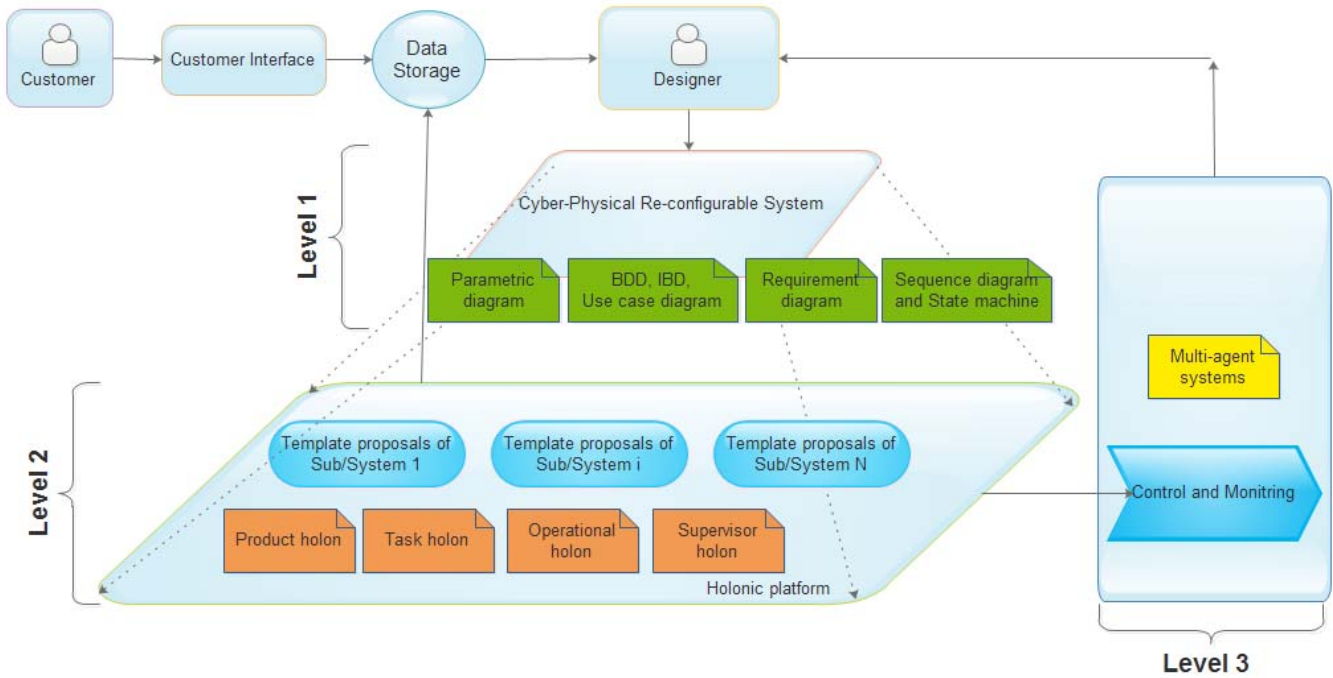 Customer
Customer Interface
Data
Storage
Designer
Level 1
Cyber-Physical Re-configurable System
Parametric
diagram
BDD, IBD,
Use case diagram
Requirement
diagram
Sequence diagram
and State machine
Multi-agent
systems
Level 2
Template proposals of
Sub/System 1
Template proposals of
Sub/System i
Template proposals of
Sub/System N
Control and Monitring
Product holon
Task holon
Operational
holon
Supervisor
holon
Holonic platform
Level 3